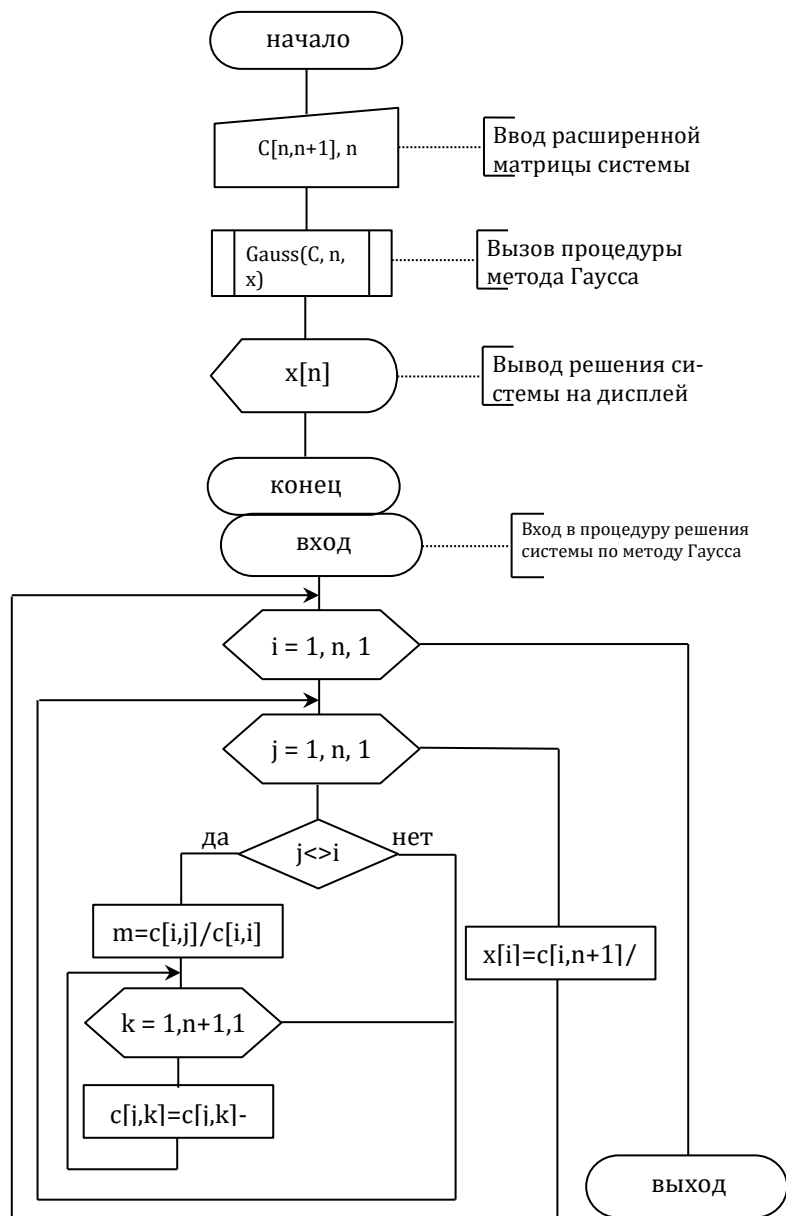 начало
C[n,n+1], n
Ввод расширенной
матрицы системы
Gauss(C, n,
x)
Вызов процедуры
метода Гаусса
x[n]
Вывод решения си-
стемы на дисплей
конец
вход
Вход в процедуру решения
системы по методу Гаусса
i = 1, n, 1
j = 1, n, 1
да
нет
j<>i
m=c[i,j]/c[i,i]
x[i]=c[i,n+1]/
k = 1,n+1,1
c[j,k]=c[j,k]-
выход